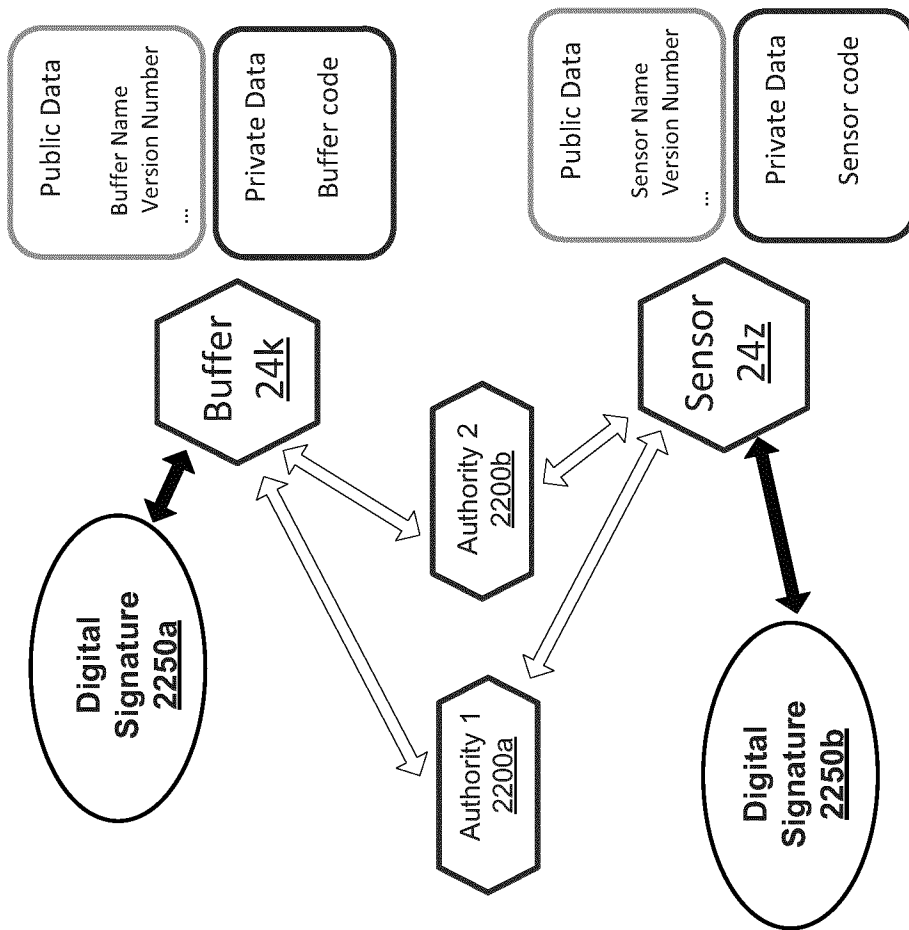 Digital
Signature
2250a
Buffer
24k
Public Data
Buffer Name
Version Number
...
Private Data
Buffer code
Authority 1
2200a
Authority 2
2200b
Digital
Signature
2250b
Sensor
24z
Public Data
Sensor Name
Version Number
...
Private Data
Sensor code